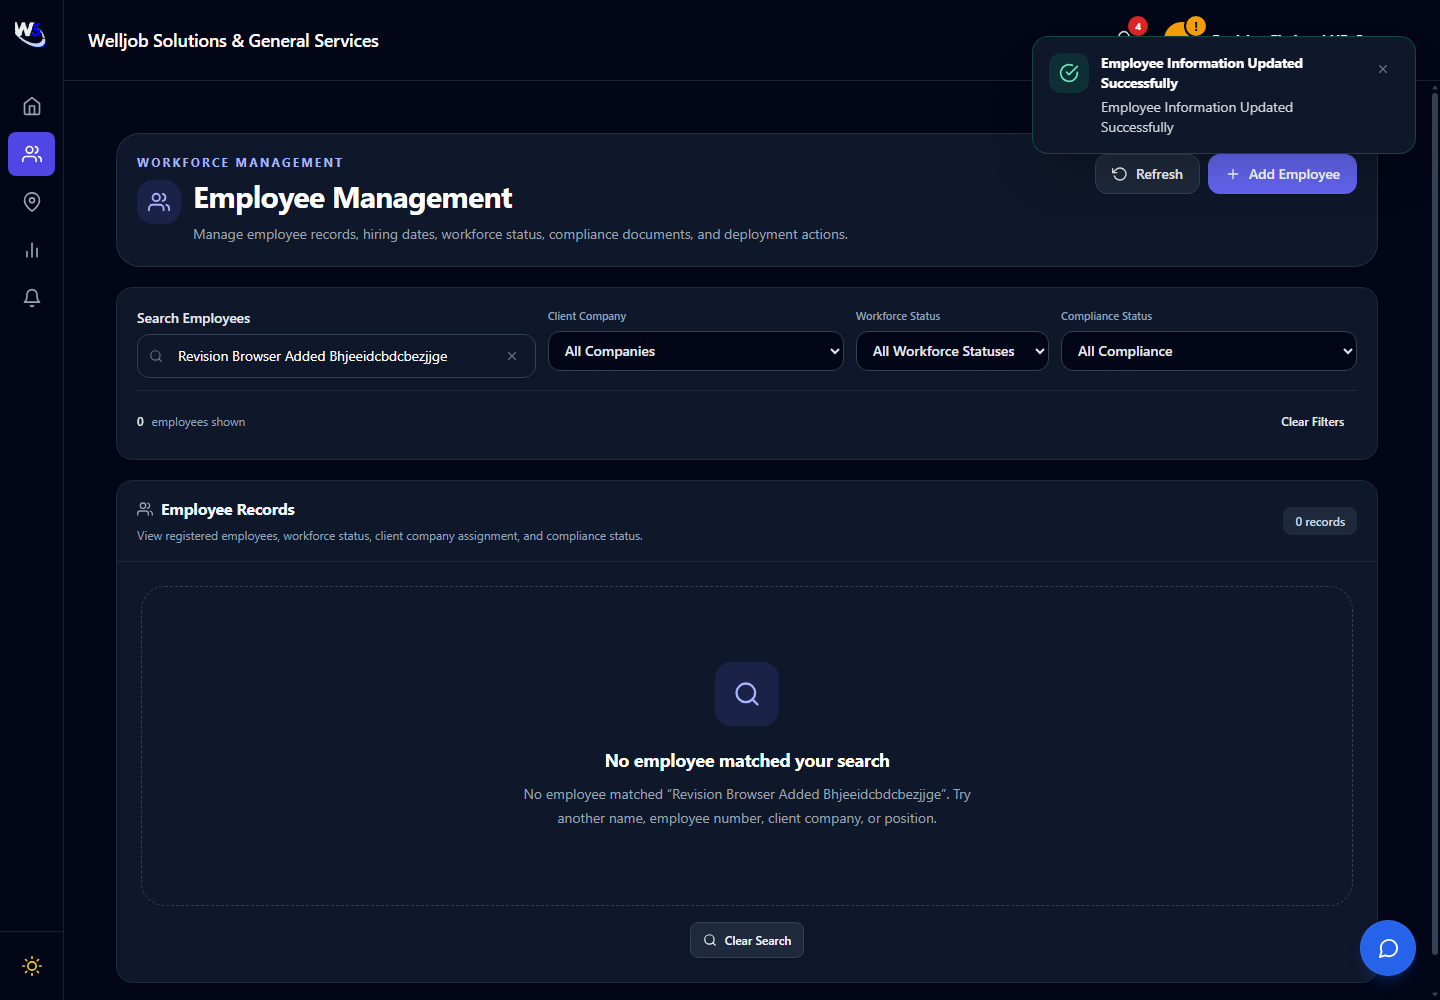 WS
Welljob Solutions & General Services
4
!
Employee Information Updated
Successfully
Employee Information Updated
Successfully
WORKFORCE MANAGEMENT
Employee Management
Manage employee records, hiring dates, workforce status, compliance documents, and deployment actions.
Refresh
Add Employee
Search Employees
Client Company
Workforce Status
Compliance Status
Revision Browser Added Bhjeeidcbdcbezjjge
All Companies
All Workforce Statuses
All Compliance
0 employees shown
Clear Filters
Employee Records
View registered employees, workforce status, client company assignment, and compliance status.
0 records
No employee matched your search
No employee matched “Revision Browser Added Bhjeeidcbdcbezjjge”. Try
another name, employee number, client company, or position.
Clear Search